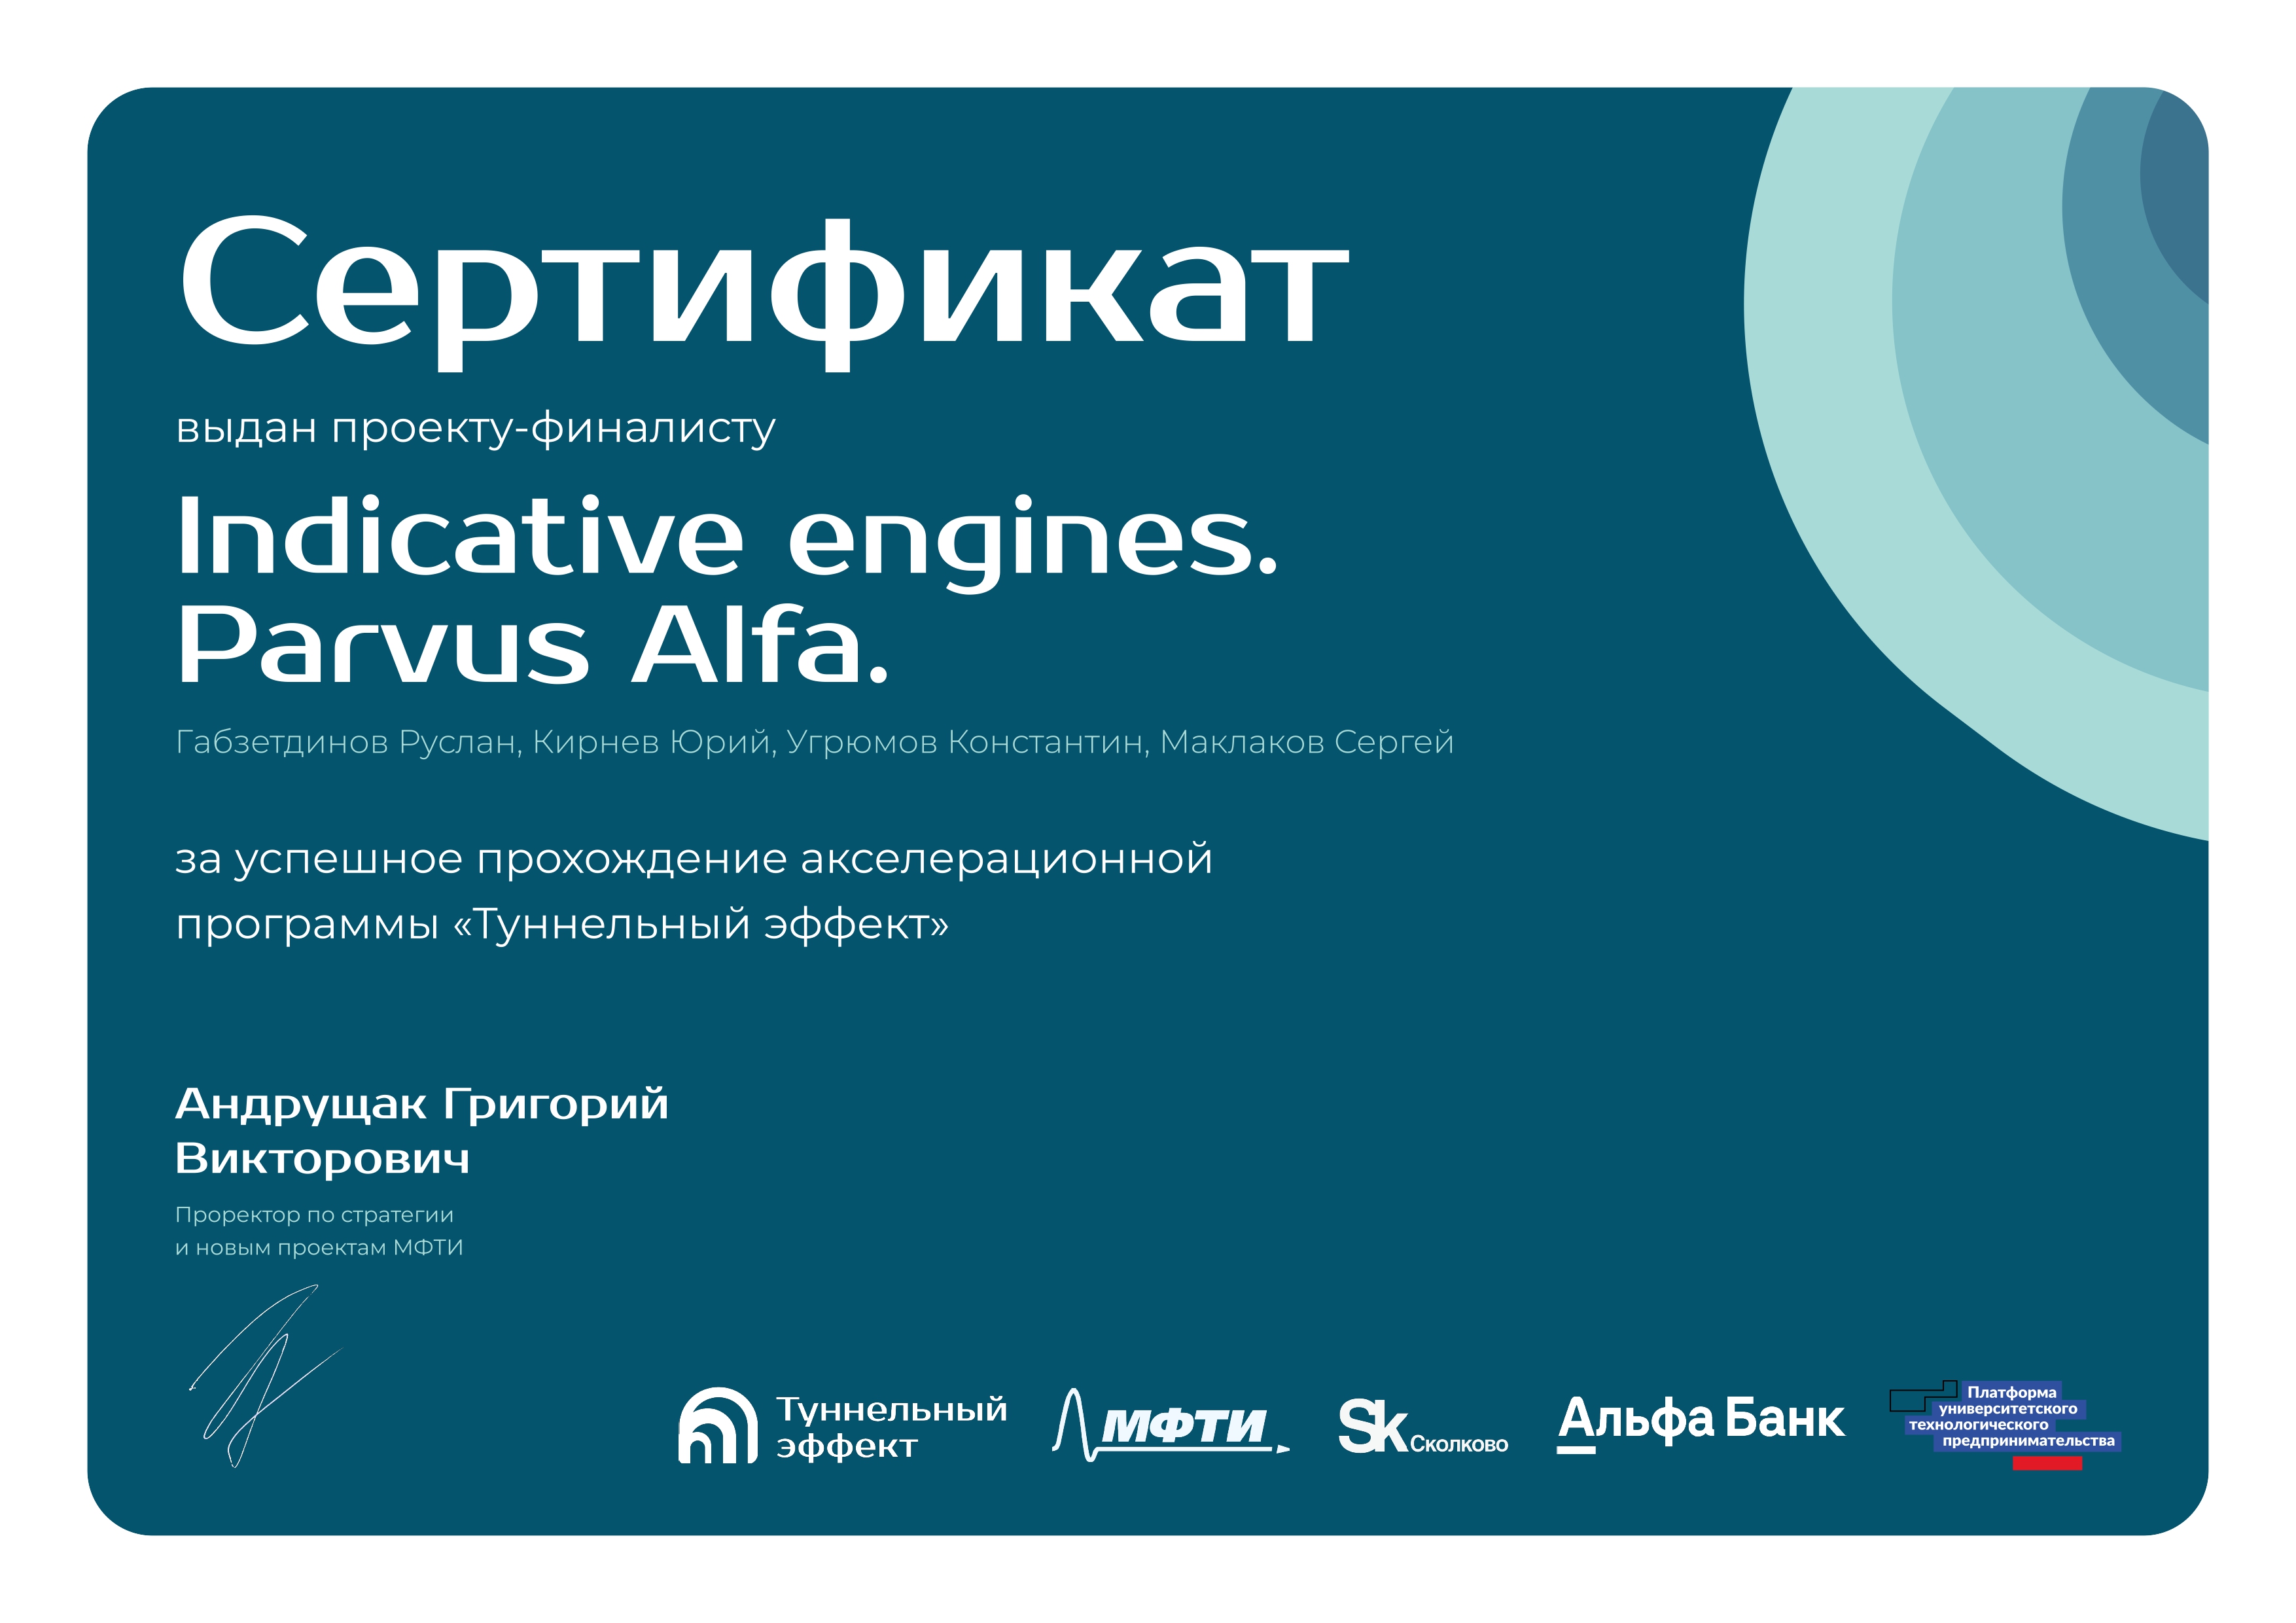 Сертификат
выдан проекту-финалисту
Indicative engines.
Parvus Alfa.
Габзетдинов Руслан, Кирнев Юрий, Угрюмов Константин, Маклаков Сергей
за успешное прохождение акселерационной
программы «Туннельный эффект»
Андрущак Григорий
Викторович
Проректор по стратегии
и новым проектам МФТИ
Туннельный
эффект
МФТИ
Sk Сколково
Альфа Банк
Платформа
университетского
технологического
предпринимательства